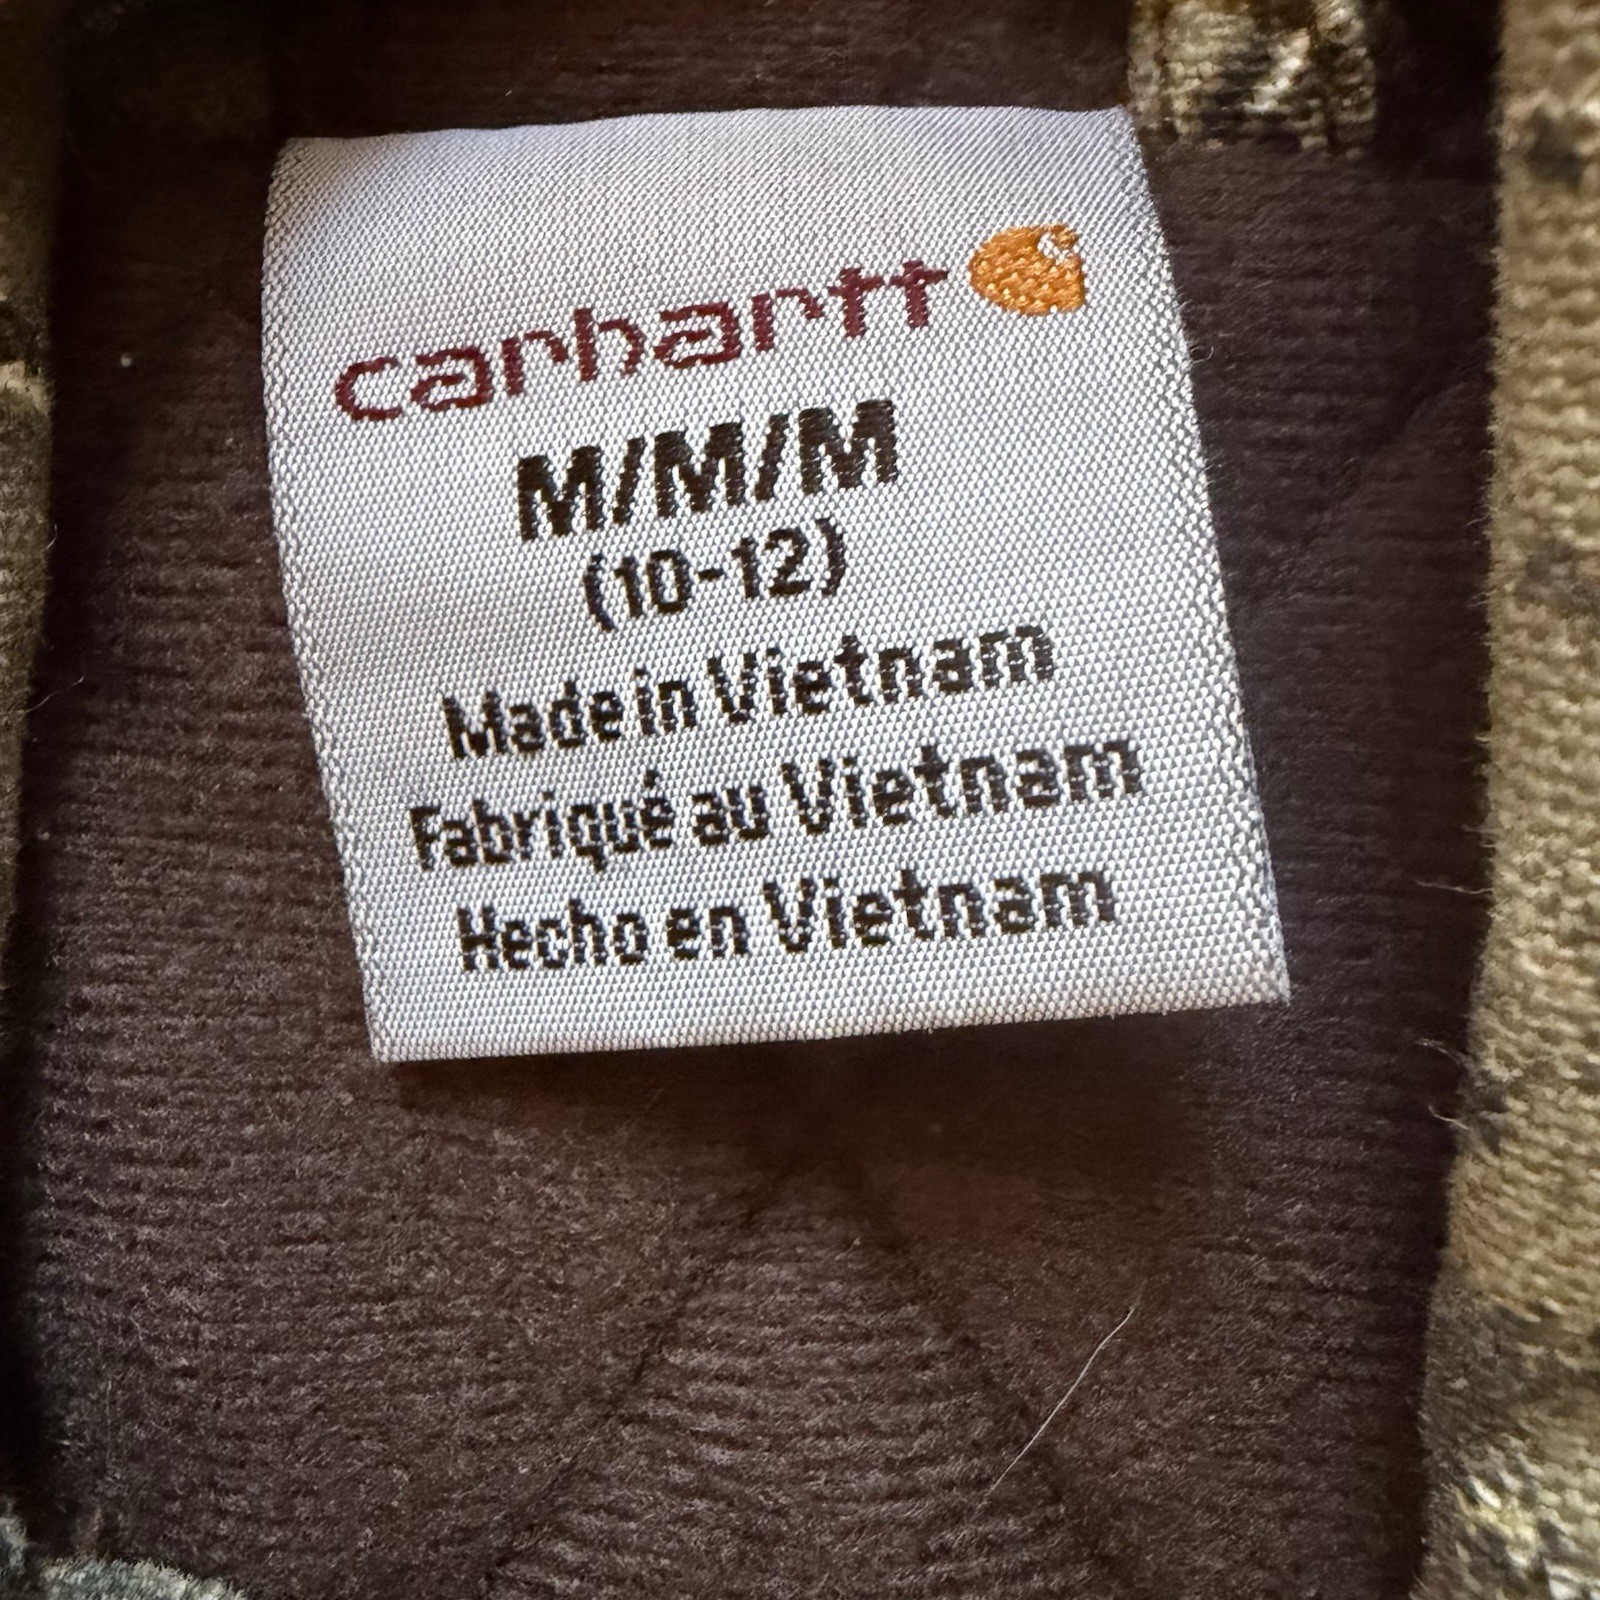 carhartt
M/M/M
(10-12)
Made in Vietnam
Fabriqué au Vietnam
Hecho en Vietnam